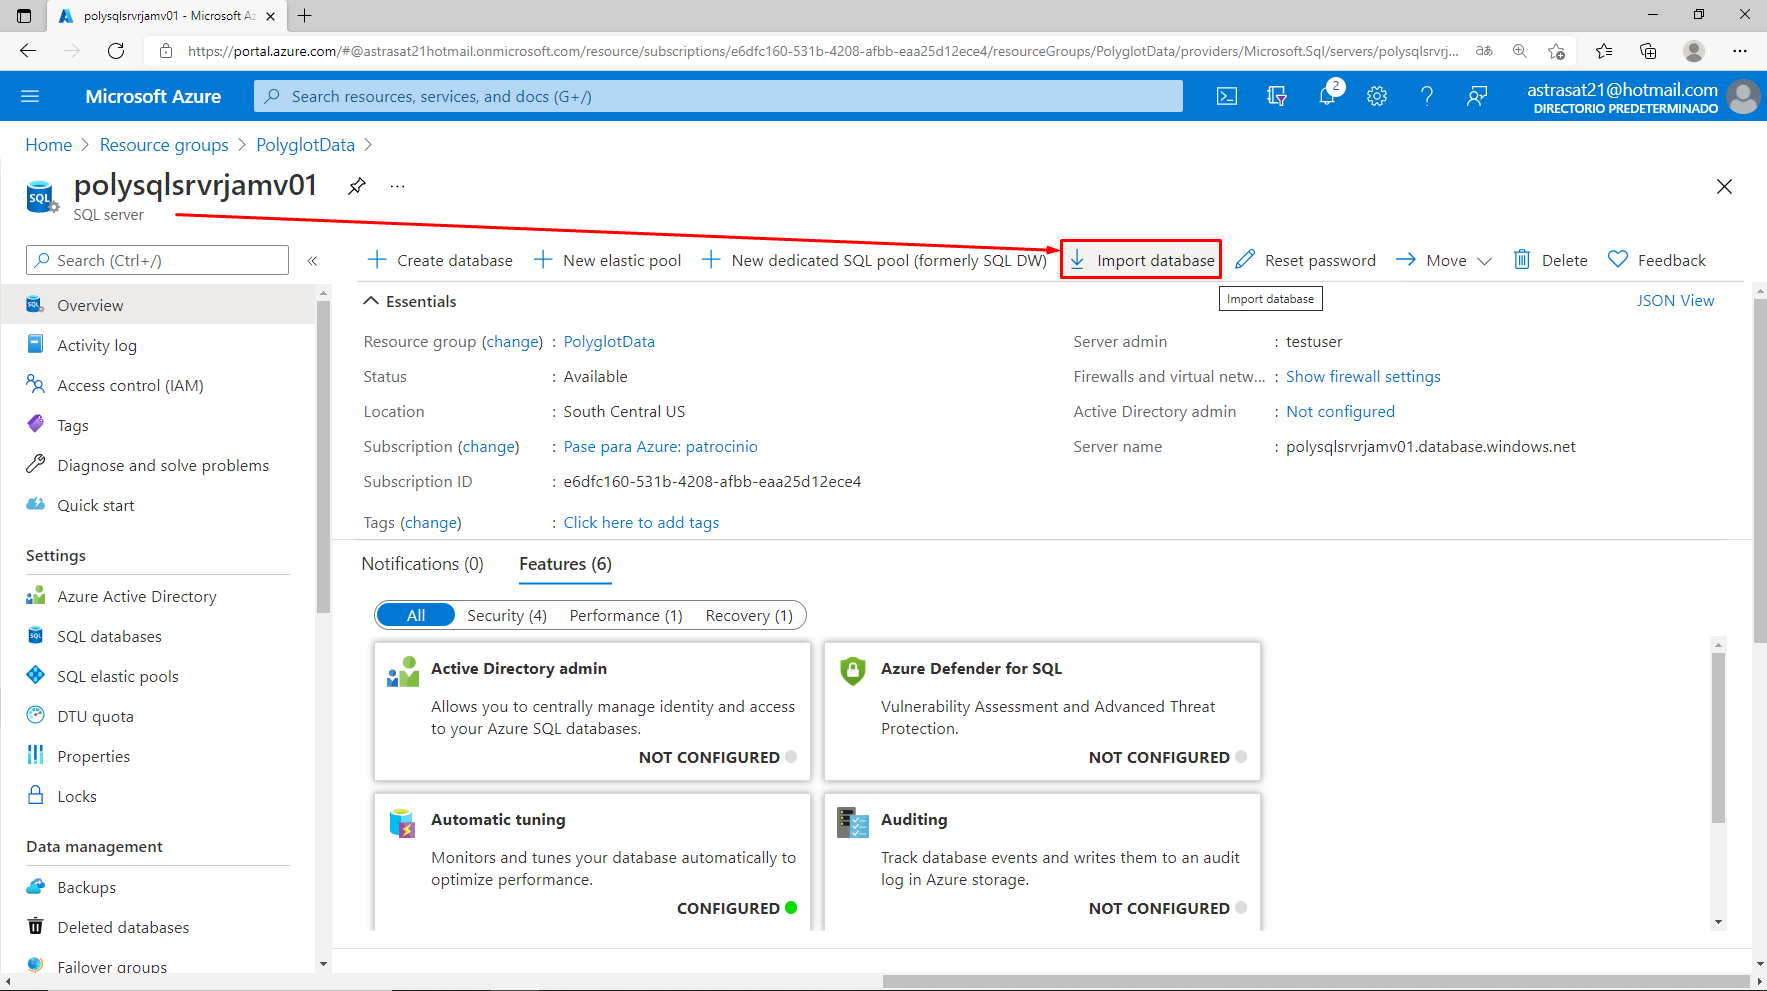 polysqlsrvrjamv01 - Microsoft Az
https://portal.azure.com/#@astrasat21hotmail.onmicrosoft.com/resource/subscriptions/e6dfc160-531b-4208-afbb-eaa25d12ece4/resourceGroups/PolyglotData/providers/Microsoft.Sql/servers/polysqlsrvrj...
Microsoft Azure
Search resources, services, and docs (G+/)
2
astrasat21@hotmail.com
DIRECTORIO PREDETERMINADO
Home > Resource groups > PolyglotData >
SQL
polysqlsrvrjamv01
...
SQL server
Search (Ctrl+/)
«
Create database
New elastic pool
New dedicated SQL pool (formerly SQL DW)
Import database
Reset password
Move
Delete
Feedback
Import database
Overview
Activity log
Access control (IAM)
Tags
Diagnose and solve problems
Quick start
Settings
Azure Active Directory
SQL databases
SQL elastic pools
DTU quota
Properties
Locks
Data management
Backups
Deleted databases
Failover groups
Essentials
JSON View
Resource group (change) : PolyglotData
Status : Available
Location : South Central US
Subscription (change) : Pase para Azure: patrocinio
Subscription ID : e6dfc160-531b-4208-afbb-eaa25d12ece4
Tags (change) : Click here to add tags
Server admin : testuser
Firewalls and virtual netw... : Show firewall settings
Active Directory admin : Not configured
Server name : polysqlsrvrjamv01.database.windows.net
Notifications (0)
Features (6)
All
Security (4)
Performance (1)
Recovery (1)
Active Directory admin
Allows you to centrally manage identity and access
to your Azure SQL databases.
NOT CONFIGURED
Azure Defender for SQL
Vulnerability Assessment and Advanced Threat
Protection.
NOT CONFIGURED
Automatic tuning
Monitors and tunes your database automatically to
optimize performance.
CONFIGURED
Auditing
Track database events and writes them to an audit
log in Azure storage.
NOT CONFIGURED